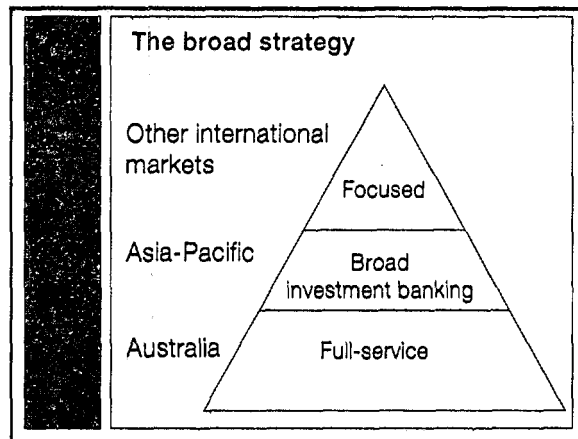 The broad strategy
Other international
markets
Focused
Asia-Pacific
Broad
investment banking
Australia
Full-service